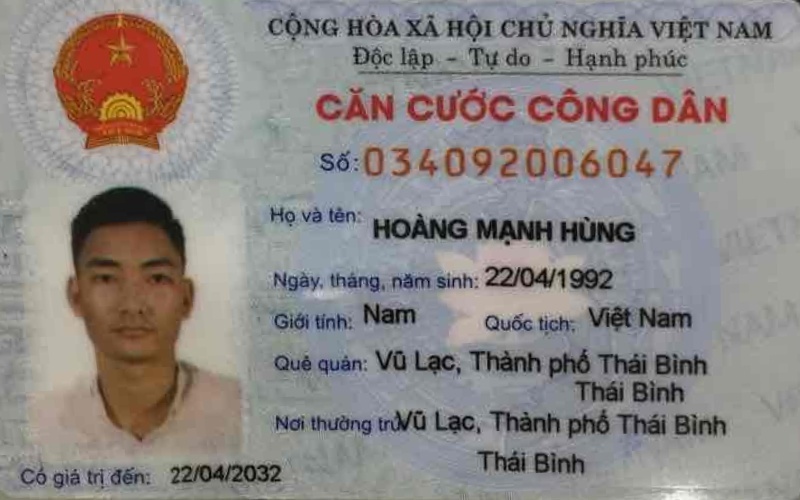 CỘNG HÒA XÃ HỘI CHỦ NGHĨA VIỆT NAM
Độc lập - Tự do - Hạnh phúc
CĂN CƯỚC CÔNG DÂN
Số: 034092006047
Họ và tên: HOÀNG MẠNH HÙNG
Ngày, tháng, năm sinh: 22/04/1992
Giới tính: Nam Quốc tịch: Việt Nam
Quê quán: Vũ Lạc, Thành phố Thái Bình
Thái Bình
Nơi thường trú: Vũ Lạc, Thành phố Thái Bình
Thái Bình
Có giá trị đến: 22/04/2032